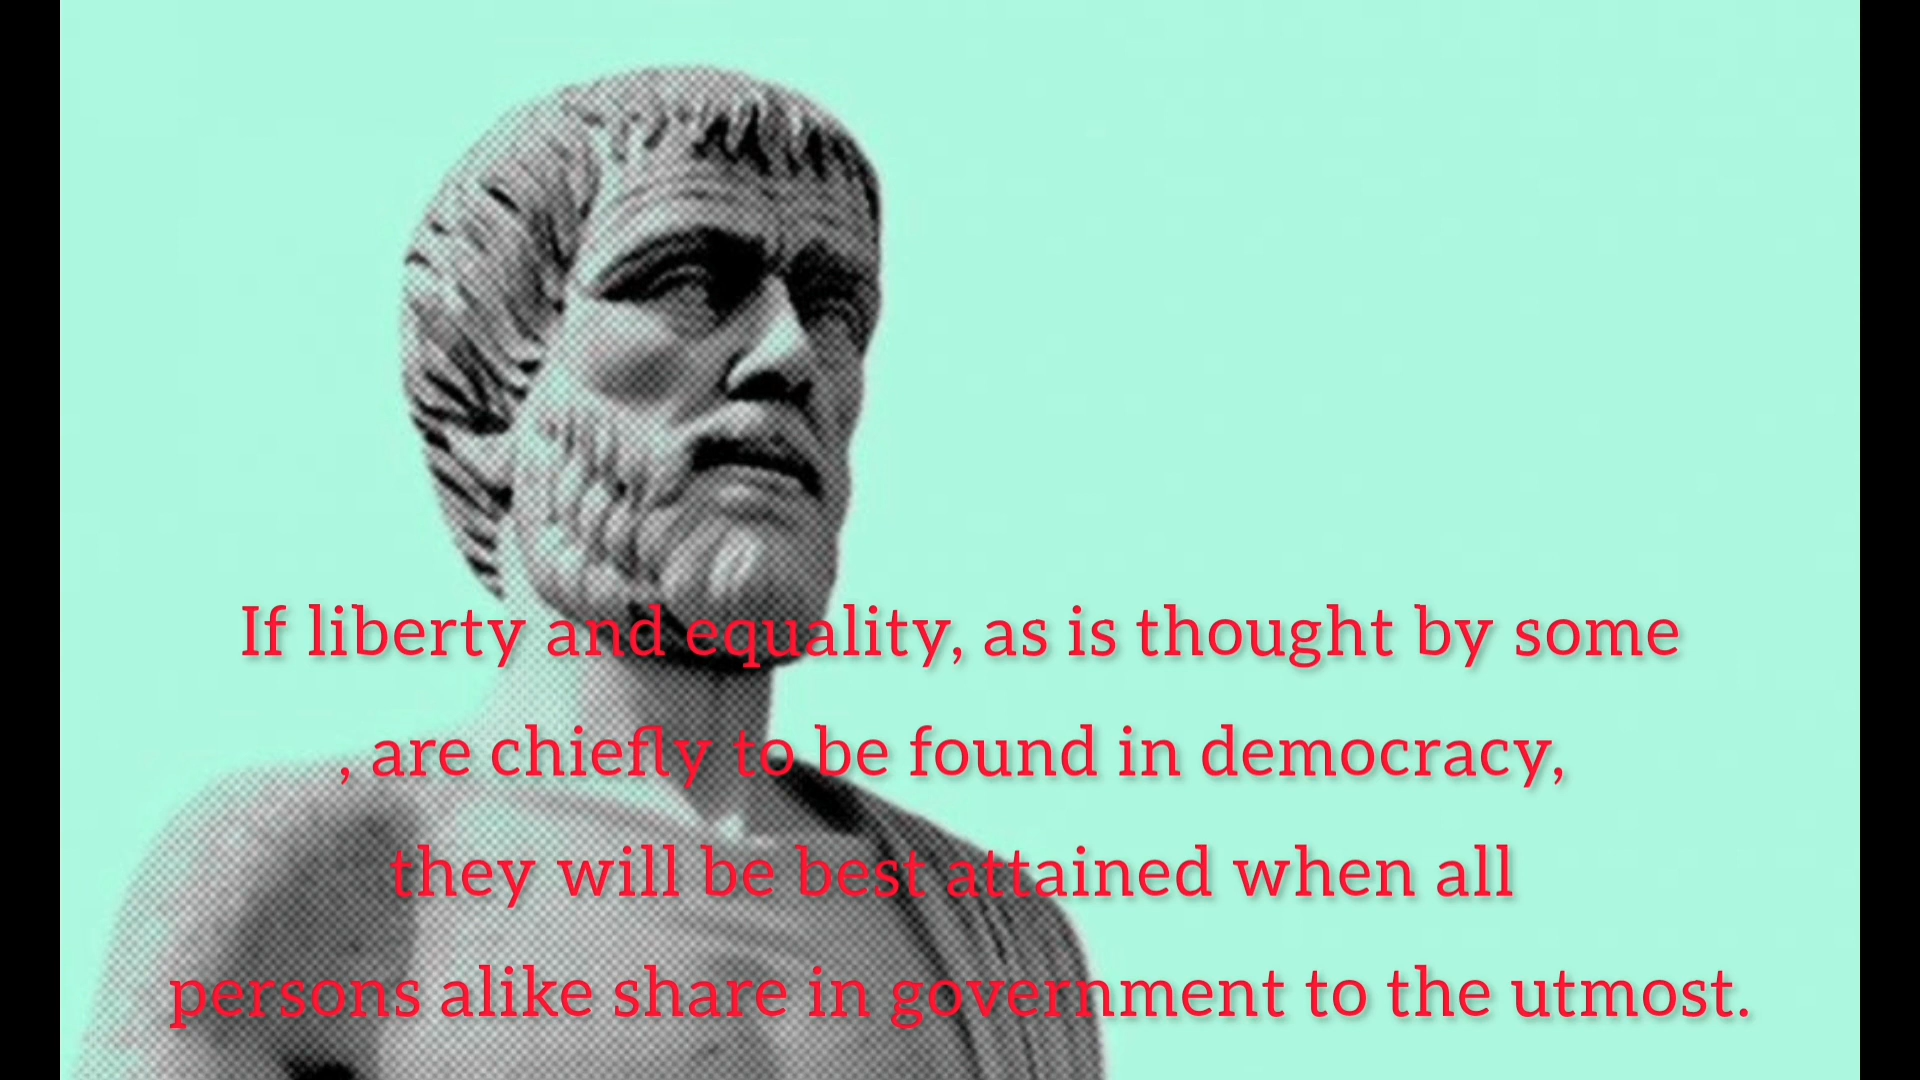 If liberty and equality, as is thought by some
, are chiefly to be found in democracy,
they will be best attained when all
persons alike share in government to the utmost.